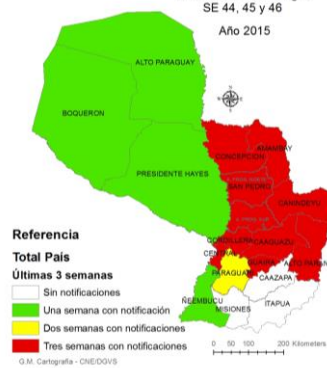 SE 44, 45 y 46
Año 2015
ALTO PARAGUAY
BOQUERON
PRESIDENTE HAYES
AMAMBAY
CONCEPCION
SAN PEDRO
CANINDEYU
CORDILLERA
CAAGUAZU
CENTRAL
GUAIRA
ALTO PARANA
PARAGUARI
CAAZAPA
ÑEEMBUCU
MISIONES
ITAPUA
Referencia
Total País
Últimas 3 semanas
Sin notificaciones
Una semana con notificación
Dos semanas con notificaciones
Tres semanas con notificaciones
0 50 100 200 Kilometers
G.M. Cartografía - CNE/DGVS